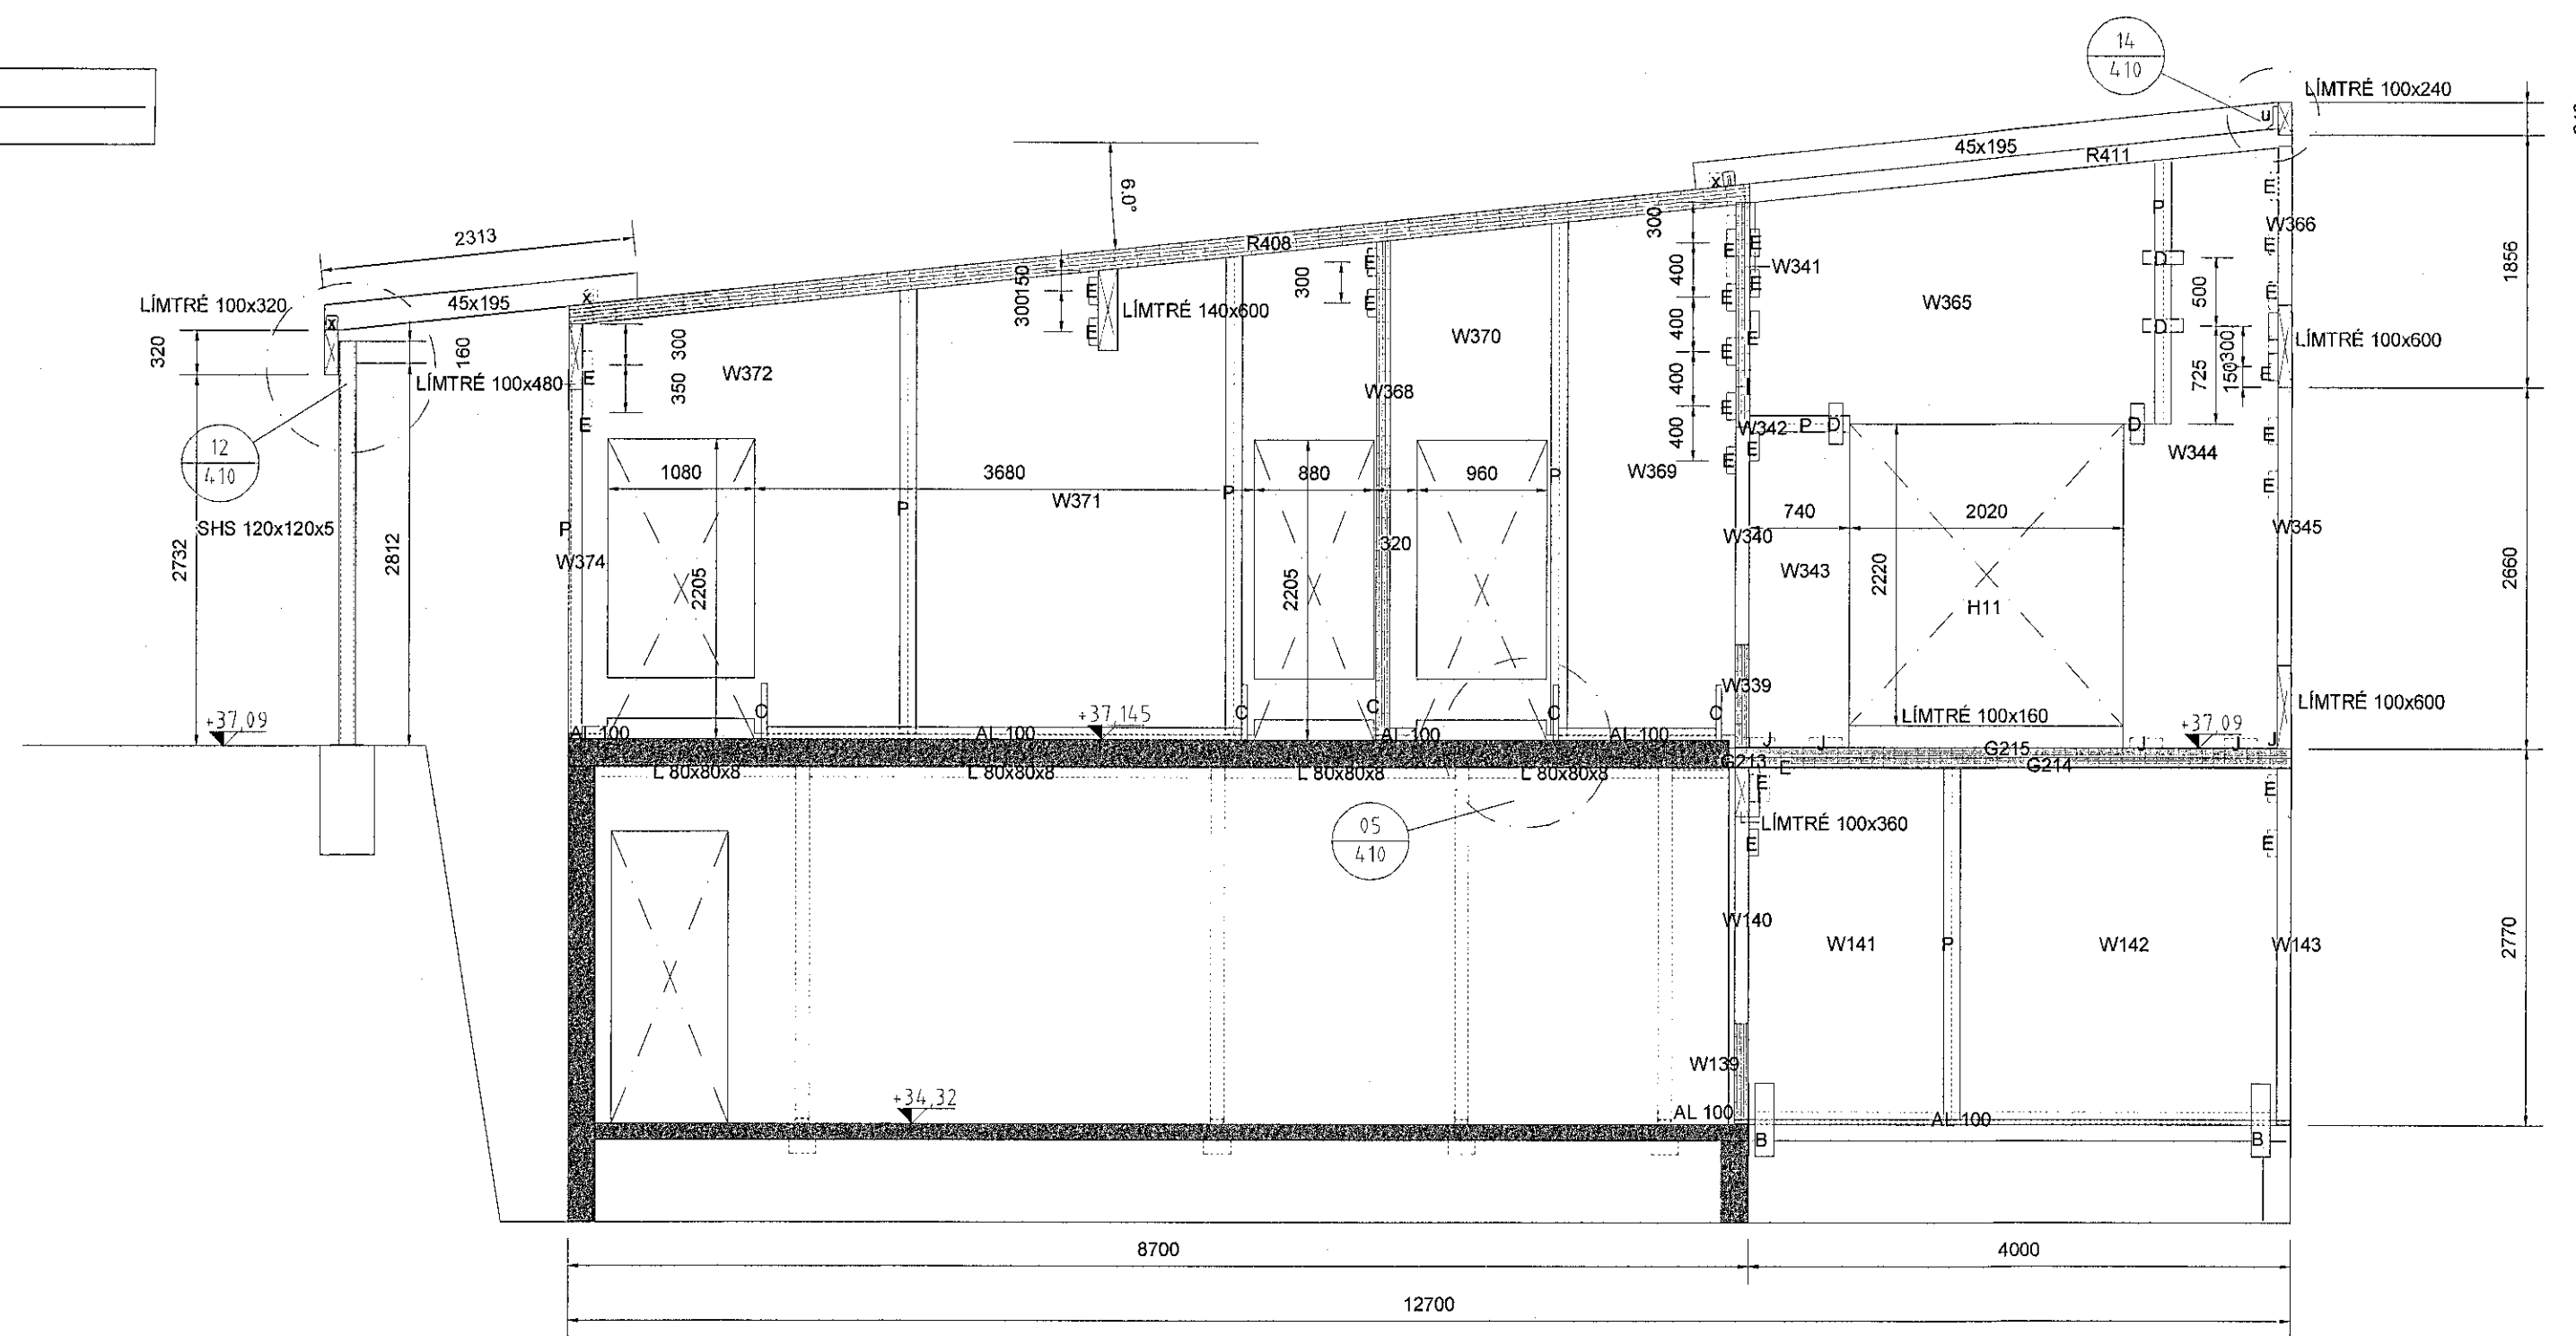 14
410
LÍMTRÉ 100x240
u
45x195
R411
E
x
P
W366
2313
6.0°
300
R408
E
E
W341
D
1856
E
500
LÍMTRÉ 100x320
45x195
x
300150
E
300
E
400
E
E
W365
E
x
LÍMTRÉ 140x600
E
E
D
320
160
300
W370
400
E
LÍMTRÉ 100x600
725
150300
350
W372
E
E
LÍMTRÉ 100x480
E
W368
400
E
E
W342
P
D
D
400
W344
E
12
410
1080
3680
880
960
W369
E
E
W371
P
P
P
E
SHS 120x120x5
P
740
2020
W345
2732
2812
W374
2205
320
2205
W340
W343
2220
2660
H11
W339
LÍMTRÉ 100x600
C
C
C
C
C
LÍMTRÉ 100x160
+37,09
+37,145
+37,09
AL 100
AL 100
AL 100
AL 100
J
J
J
J
J
G215
L 80x80x8
L 80x80x8
L 80x80x8
L 80x80x8
G213
E
G214
E
E
05
410
LÍMTRÉ 100x360
E
E
W140
W141
P
W142
W143
2770
W139
+34,32
AL 100
AL 100
B
B
8700
4000
12700